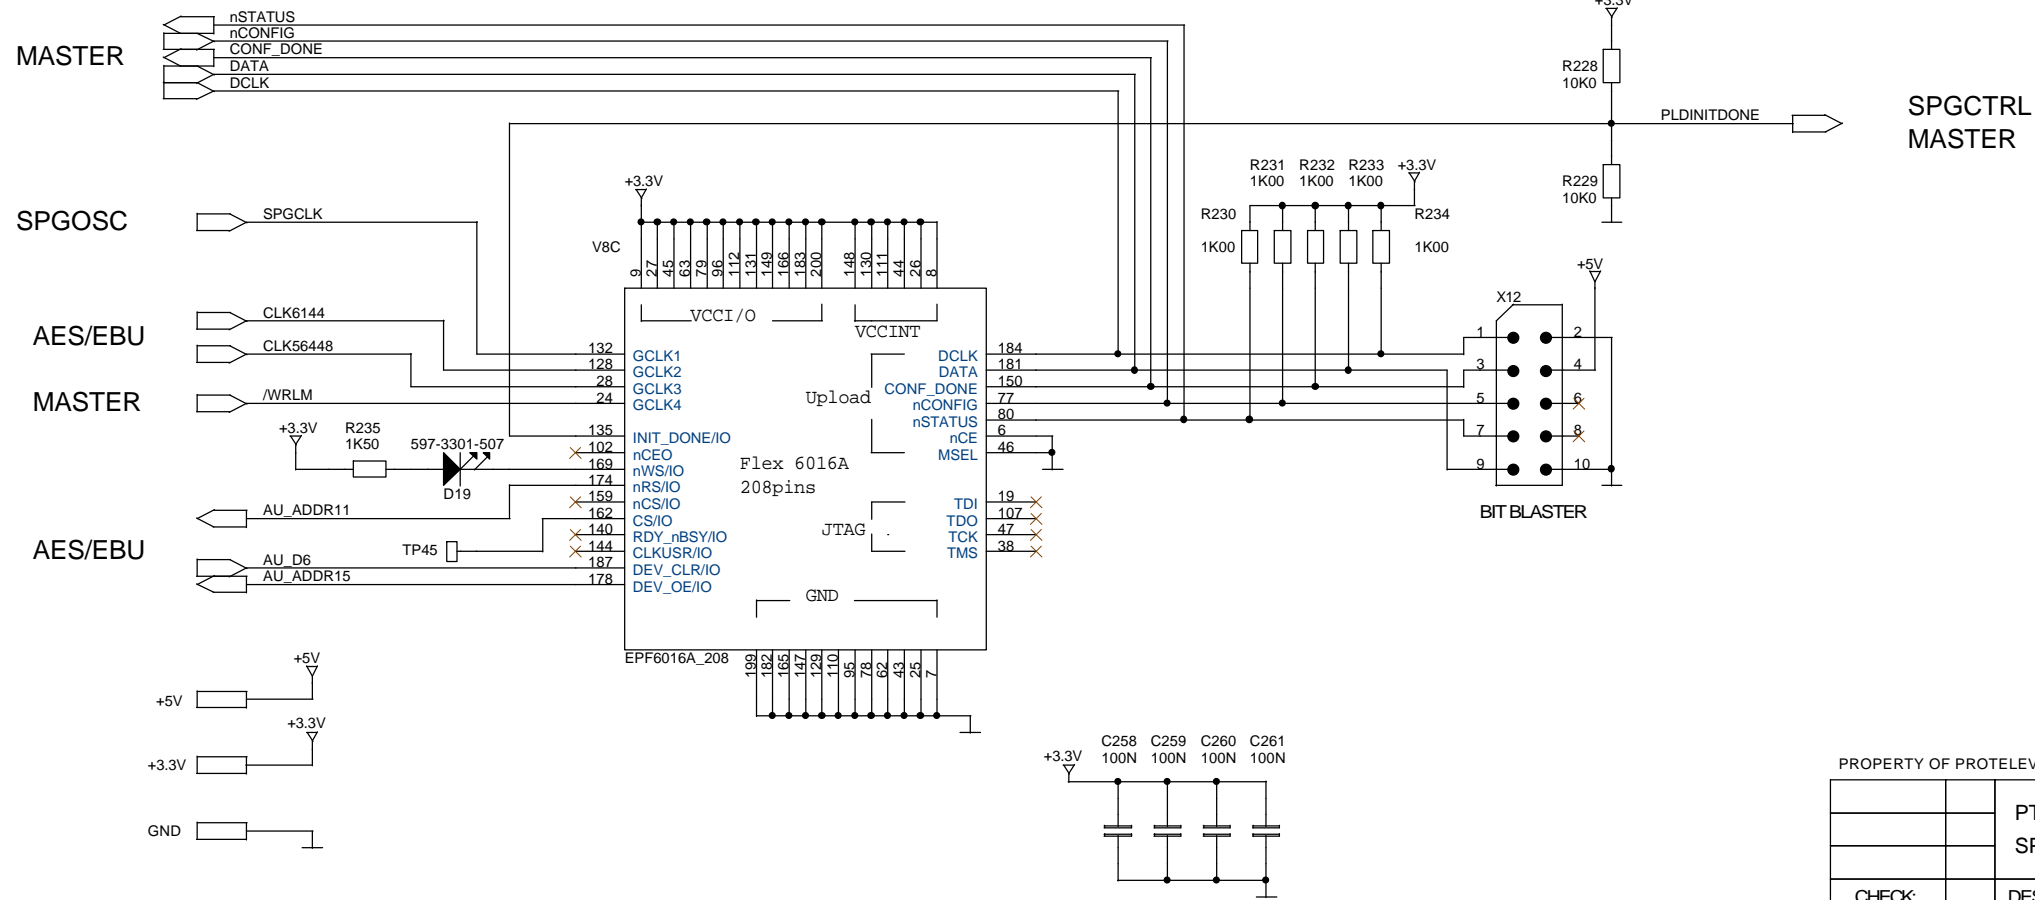 nSTATUS
nCONFIG
CONF_DONE
DATA
DCLK
MASTER
+3.3V
R228
10K0
PLDINITDONE
SPGCTRL
MASTER
R229
10K0
SPGOSC
SPGCLK
+3.3V
V8C
9 27 45 63 79 96 112 131 149 166 183 200 148 130 111 44 26 8
VCCI/O
VCCINT
R231 R232 R233 +3.3V
1K00 1K00 1K00
R230 R234
1K00 1K00
+5V
X12
AES/EBU
CLK6144
CLK56448
MASTER
/WRLM
132 GCLK1
128 GCLK2
28 GCLK3
24 GCLK4
135 INIT_DONE/IO
102 nCEO
169 nWS/IO
174 nRS/IO
159 nCS/IO
162 CS/IO
140 RDY_nBSY/IO
144 CLKUSR/IO
187 DEV_CLR/IO
178 DEV_OE/IO
Upload
DCLK 184
DATA 181
CONF_DONE 150
nCONFIG 77
nSTATUS 80
nCE 6
MSEL 46
Flex 6016A
208pins
JTAG .
TDI 19
TDO 107
TCK 47
TMS 38
1 2
3 4
5 6
7 8
9 10
BIT BLASTER
+3.3V
R235
1K50
597-3301-507
D19
AU_ADDR11
AES/EBU
TP45
AU_D6
AU_ADDR15
GND
EPF6016A_208
199 182 165 147 129 110 95 78 62 43 25 7
+5V
+5V
+3.3V
+3.3V
GND
+3.3V
C258 C259 C260 C261
100N 100N 100N 100N
PROPERTY OF
CHECK: